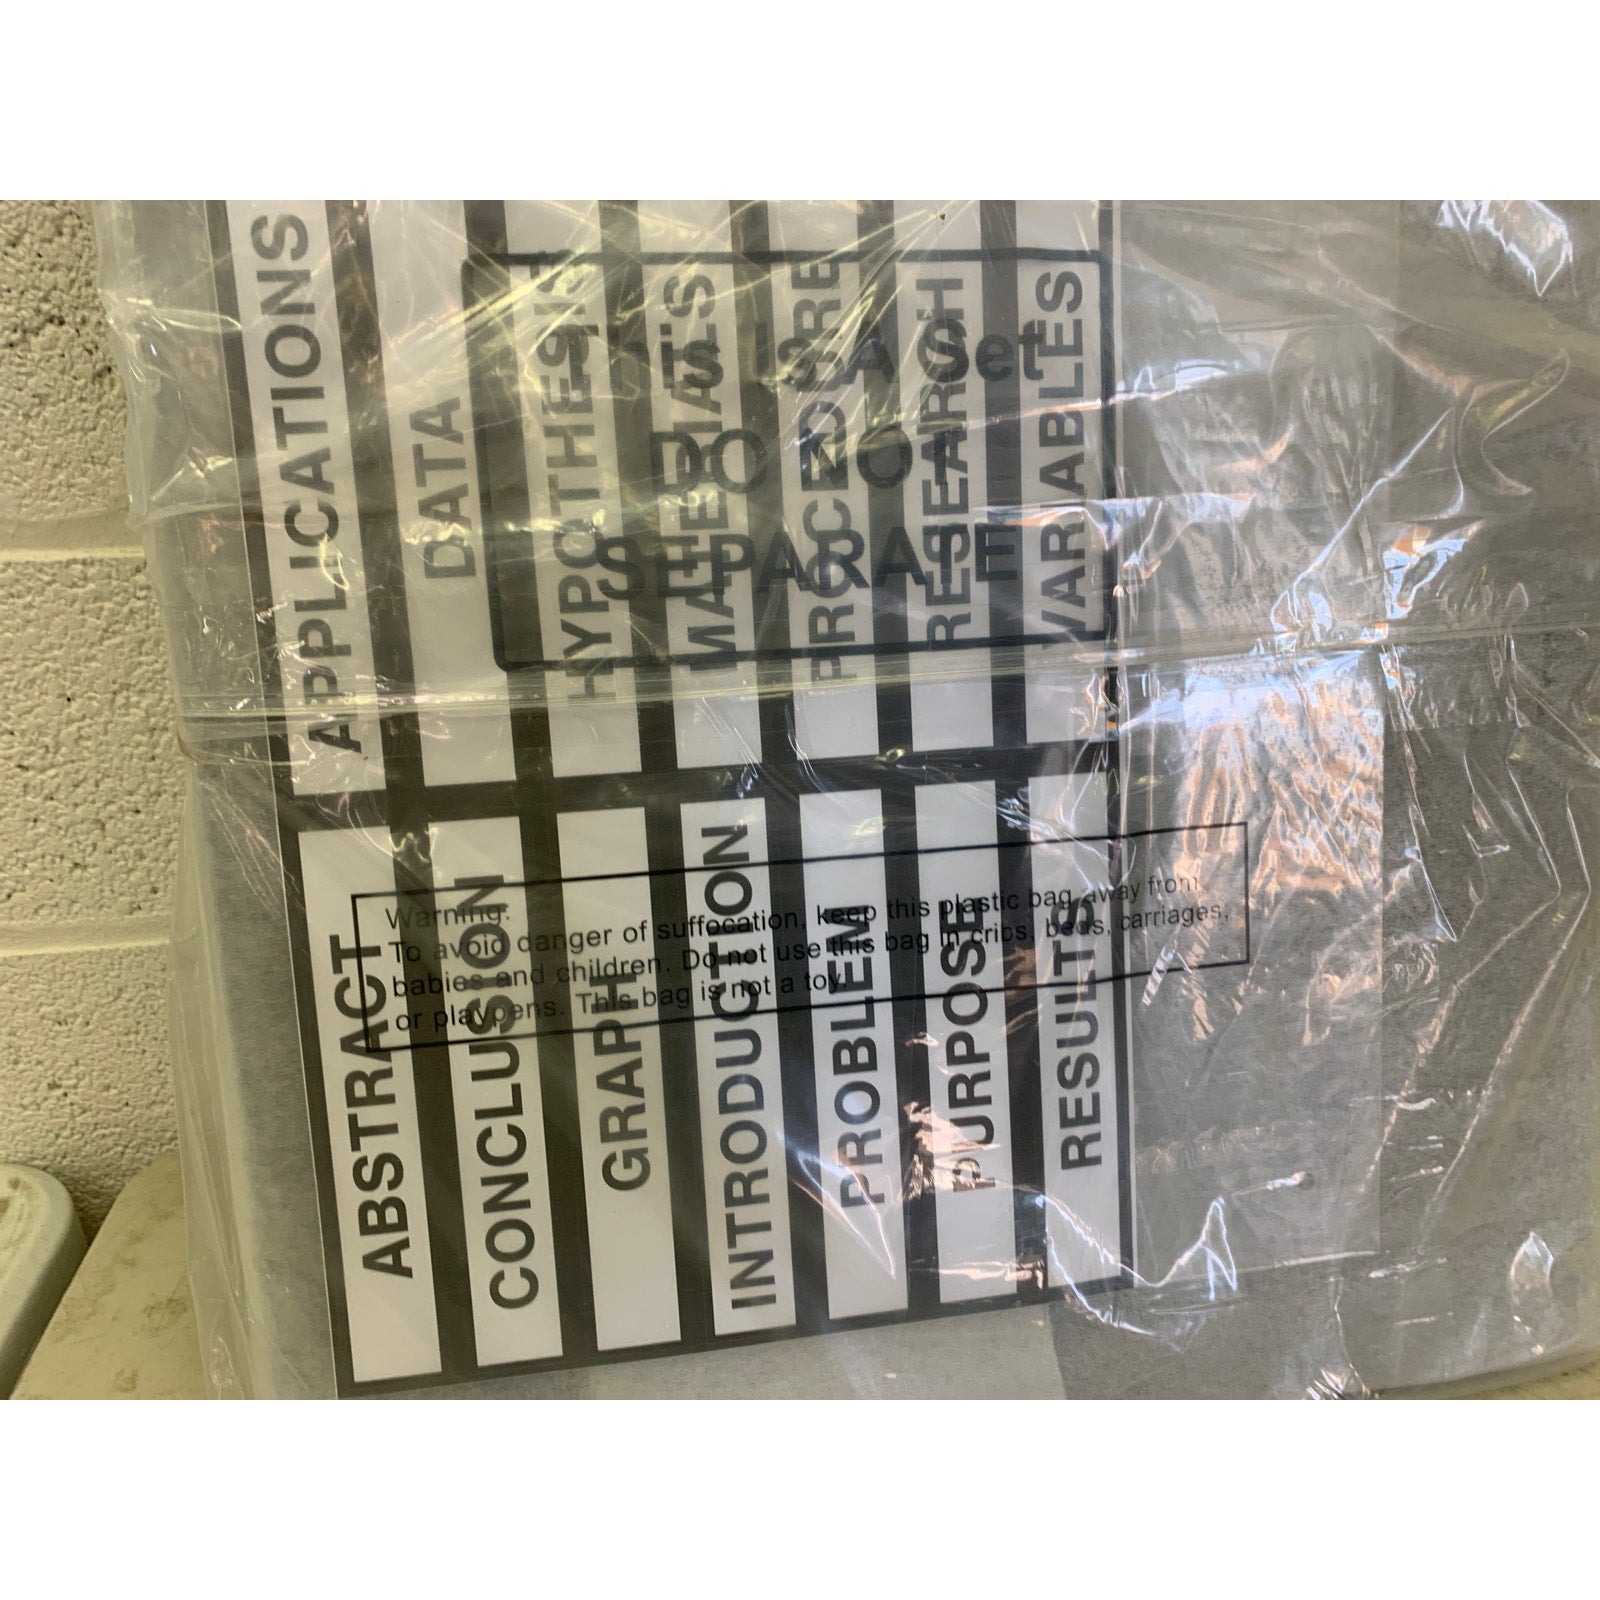 APPLICATIONS
DATA
HYPOTHESIS
MATERIALS
PROCEDURE
RESEARCH
VARIABLES
This Is A Set
DO NOT
SEPARATE
ABSTRACT
CONCLUSION
GRAPH
INTRODUCTION
PROBLEM
PURPOSE
RESULTS
Warning:
To avoid danger of suffocation, keep this plastic bag away from
babies and children. Do not use this bag in cribs, beds, carriages,
or playpens. This bag is not a toy.